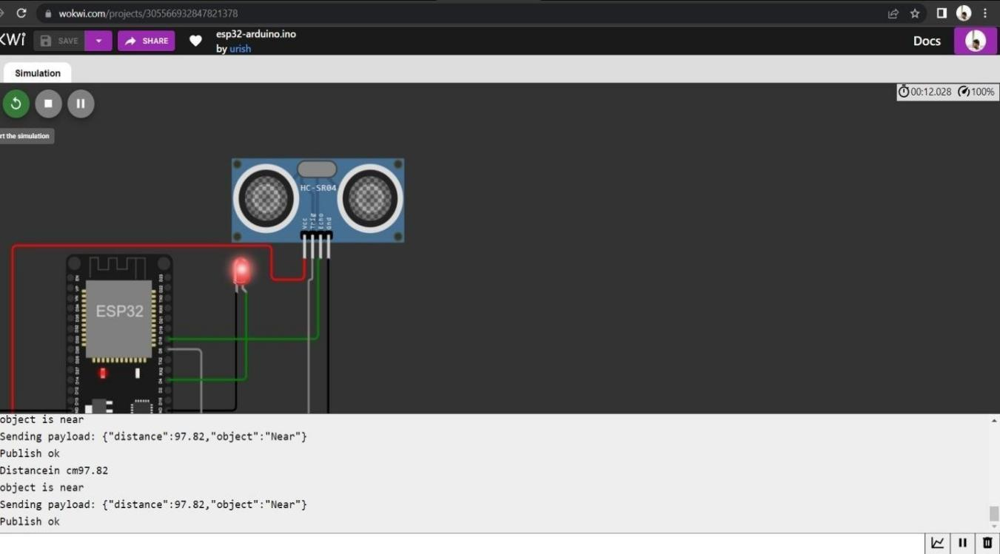 wokwi.com/projects/305566932847821378
KWi
SAVE
SHARE
esp32-arduino.ino
by urish
Docs
Simulation
00:12.028
100%
rt the simulation
HC-SR04
Vcc
Trig
Echo
Gnd
ESP32
object is near
Sending payload: {"distance":97.82,"object":"Near"}
Publish ok
Distancein cm97.82
object is near
Sending payload: {"distance":97.82,"object":"Near"}
Publish ok